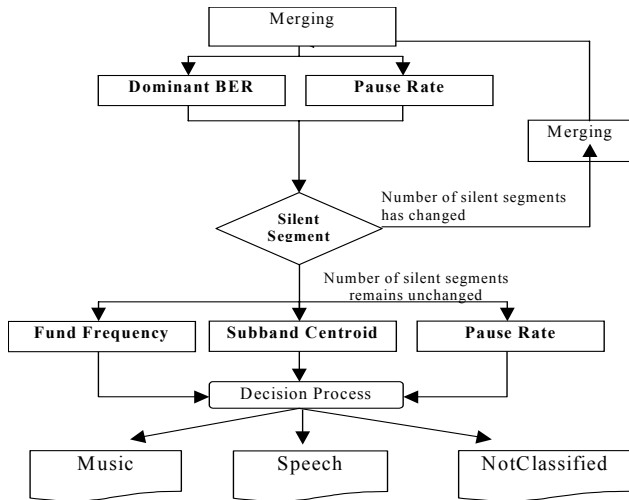 Merging
Dominant BER
Pause Rate
Merging
Number of silent segments
has changed
Silent
Segment
Number of silent segments
remains unchanged
Fund Frequency
Subband Centroid
Pause Rate
Decision Process
Music
Speech
NotClassified